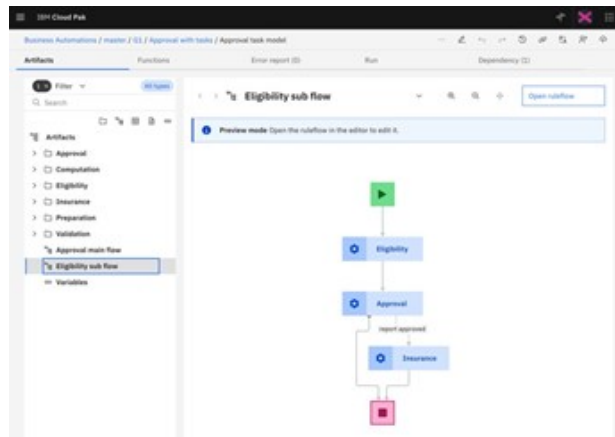 IBM Cloud Pak
Business Automations / master / G1 / Approval with tasks / Approval task model
Artifacts
Functions
Error report (0)
Run
Dependency (1)
Filter
All types
Search
Artifacts
Approval
Computation
Eligibility
Insurance
Preparation
Validation
Approval main flow
Eligibility sub flow
Variables
Eligibility sub flow
Open ruleflow
Preview mode Open the ruleflow in the editor to edit it.
Eligibility
Approval
report approved
Insurance